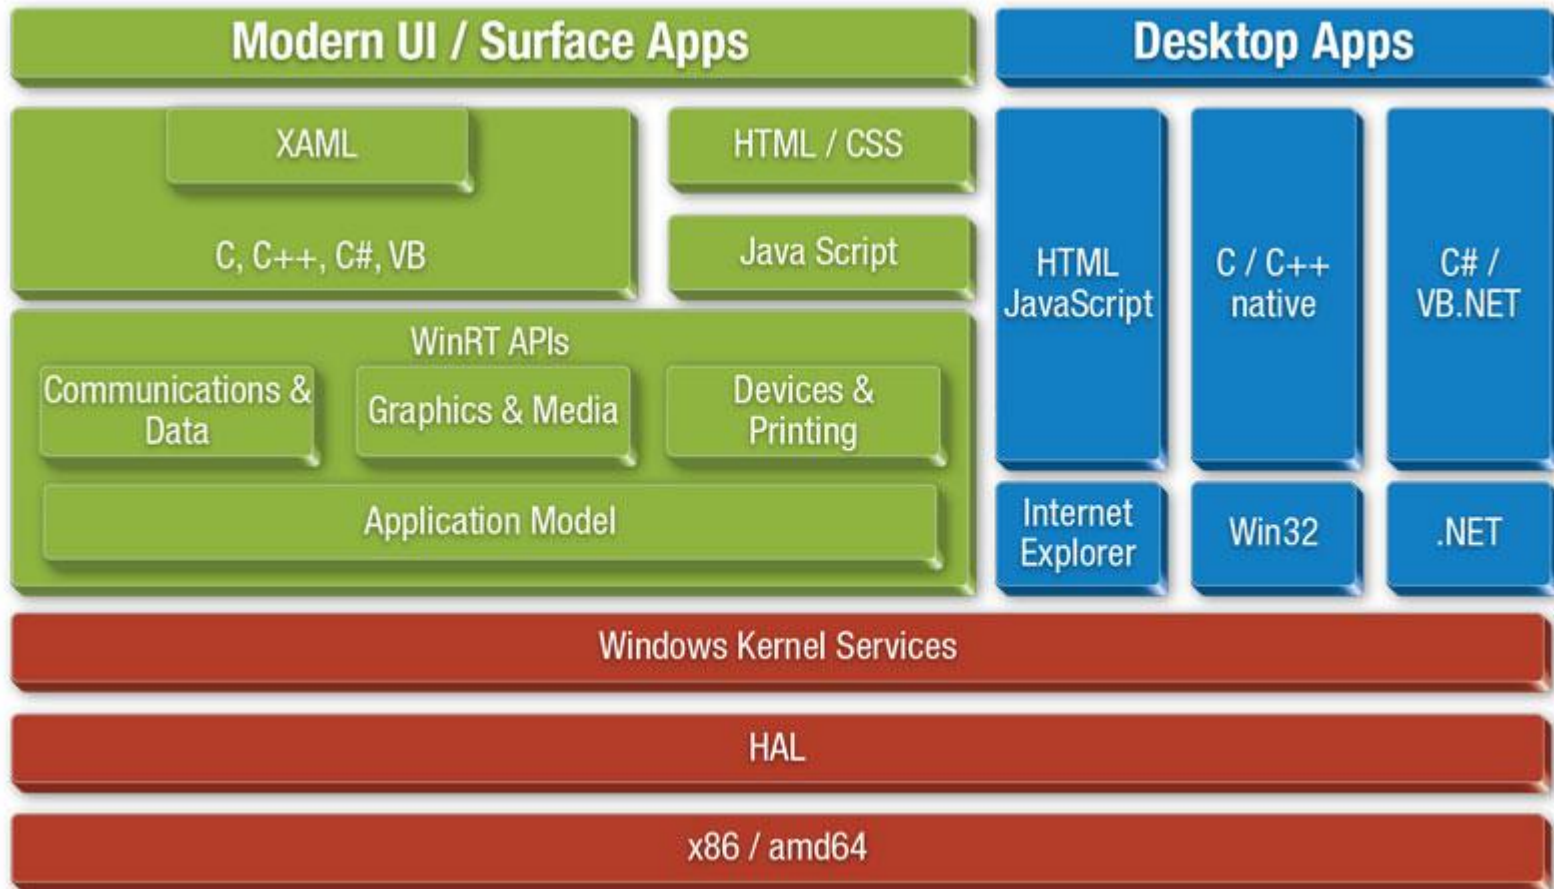 Modern UI / Surface Apps
Desktop Apps
XAML
C, C++, C#, VB
HTML / CSS
Java Script
WinRT APIs
Communications &
Data
Graphics & Media
Devices &
Printing
Application Model
HTML
JavaScript
C / C++
native
C# /
VB.NET
Internet
Explorer
Win32
.NET
Windows Kernel Services
HAL
x86 / amd64